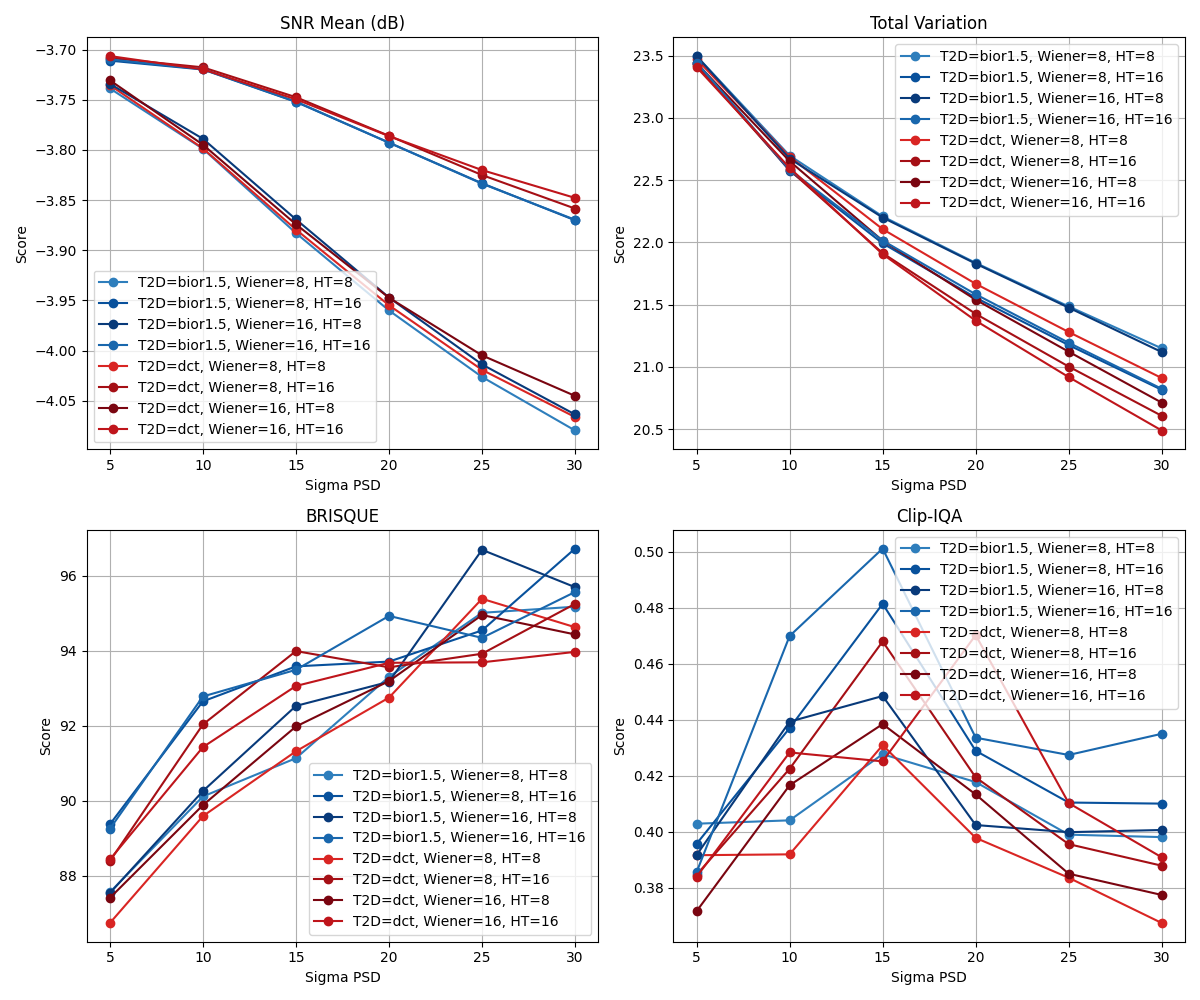 SNR Mean (dB)
−3.70
−3.75
−3.80
−3.85
−3.90
−3.95
−4.00
−4.05
Score
T2D=bior1.5, Wiener=8, HT=8
T2D=bior1.5, Wiener=8, HT=16
T2D=bior1.5, Wiener=16, HT=8
T2D=bior1.5, Wiener=16, HT=16
T2D=dct, Wiener=8, HT=8
T2D=dct, Wiener=8, HT=16
T2D=dct, Wiener=16, HT=8
T2D=dct, Wiener=16, HT=16
5 10 15 20 25 30
Sigma PSD
Total Variation
23.5
23.0
22.5
22.0
21.5
21.0
20.5
Score
T2D=bior1.5, Wiener=8, HT=8
T2D=bior1.5, Wiener=8, HT=16
T2D=bior1.5, Wiener=16, HT=8
T2D=bior1.5, Wiener=16, HT=16
T2D=dct, Wiener=8, HT=8
T2D=dct, Wiener=8, HT=16
T2D=dct, Wiener=16, HT=8
T2D=dct, Wiener=16, HT=16
5 10 15 20 25 30
Sigma PSD
BRISQUE
96
94
92
90
88
Score
T2D=bior1.5, Wiener=8, HT=8
T2D=bior1.5, Wiener=8, HT=16
T2D=bior1.5, Wiener=16, HT=8
T2D=bior1.5, Wiener=16, HT=16
T2D=dct, Wiener=8, HT=8
T2D=dct, Wiener=8, HT=16
T2D=dct, Wiener=16, HT=8
T2D=dct, Wiener=16, HT=16
5 10 15 20 25 30
Sigma PSD
Clip-IQA
0.50
0.48
0.46
0.44
0.42
0.40
0.38
Score
T2D=bior1.5, Wiener=8, HT=8
T2D=bior1.5, Wiener=8, HT=16
T2D=bior1.5, Wiener=16, HT=8
T2D=bior1.5, Wiener=16, HT=16
T2D=dct, Wiener=8, HT=8
T2D=dct, Wiener=8, HT=16
T2D=dct, Wiener=16, HT=8
T2D=dct, Wiener=16, HT=16
5 10 15 20 25 30
Sigma PSD